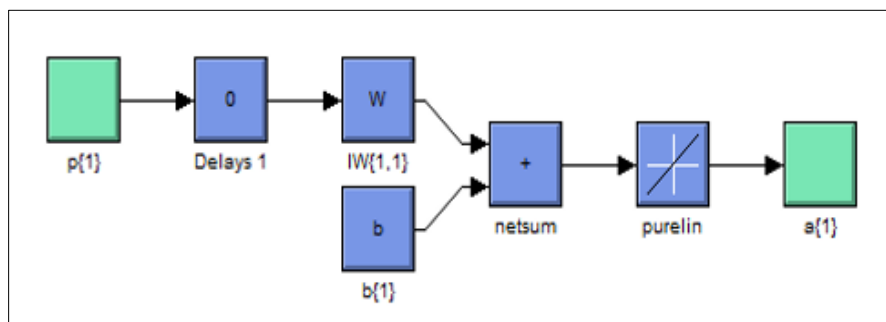 0
W
p{1}
Delays 1
IW{1,1}
+
b
netsum
purelin
a{1}
b{1}